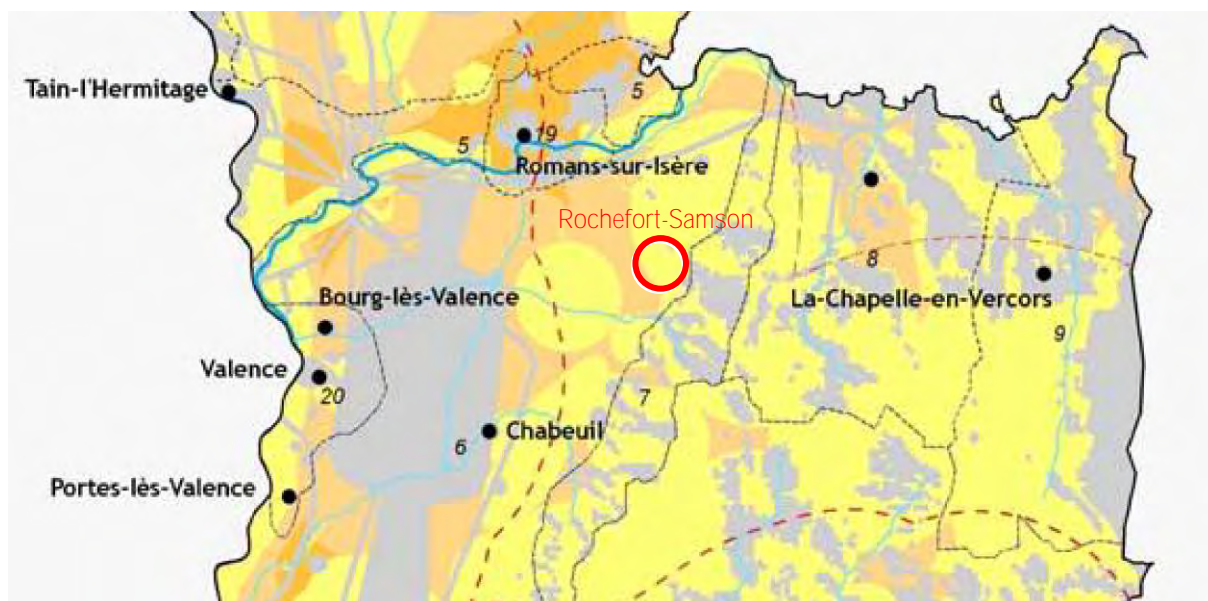 Tain-l'Hermitage
5
5
19
Romans-sur-Isère
Rochefort-Samson
8
Bourg-lès-Valence
La-Chapelle-en-Vercors
9
Valence
20
7
Chabeuil
6
Portes-lès-Valence